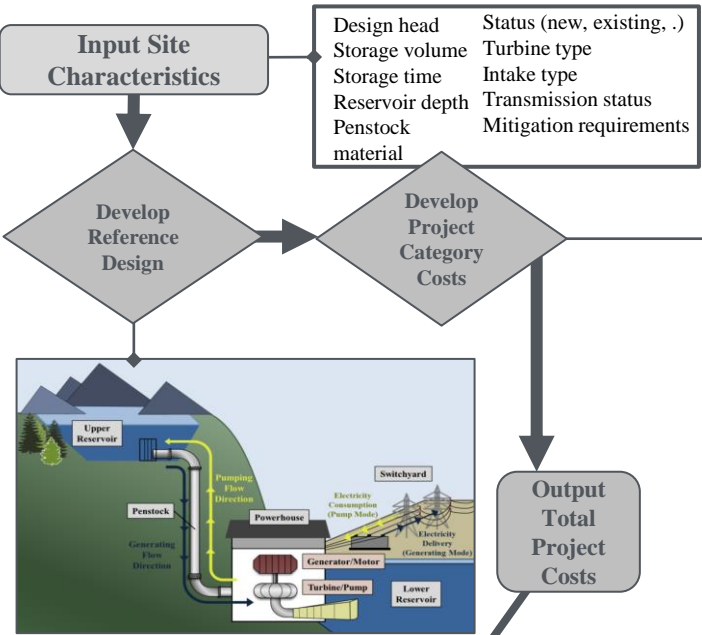 Input Site
Characteristics
Design head
Storage volume
Storage time
Reservoir depth
Penstock
material
Status (new, existing, .)
Turbine type
Intake type
Transmission status
Mitigation requirements
Develop
Reference
Design
Develop
Project
Category
Costs
Upper
Reservoir
Pumping
Flow
Direction
Penstock
Generating
Flow
Direction
Powerhouse
Generator/Motor
Turbine/Pump
Switchyard
Electricity
Consumption
(Pump Mode)
Electricity
Delivery
(Generating Mode)
Lower
Reservoir
Output
Total
Project
Costs